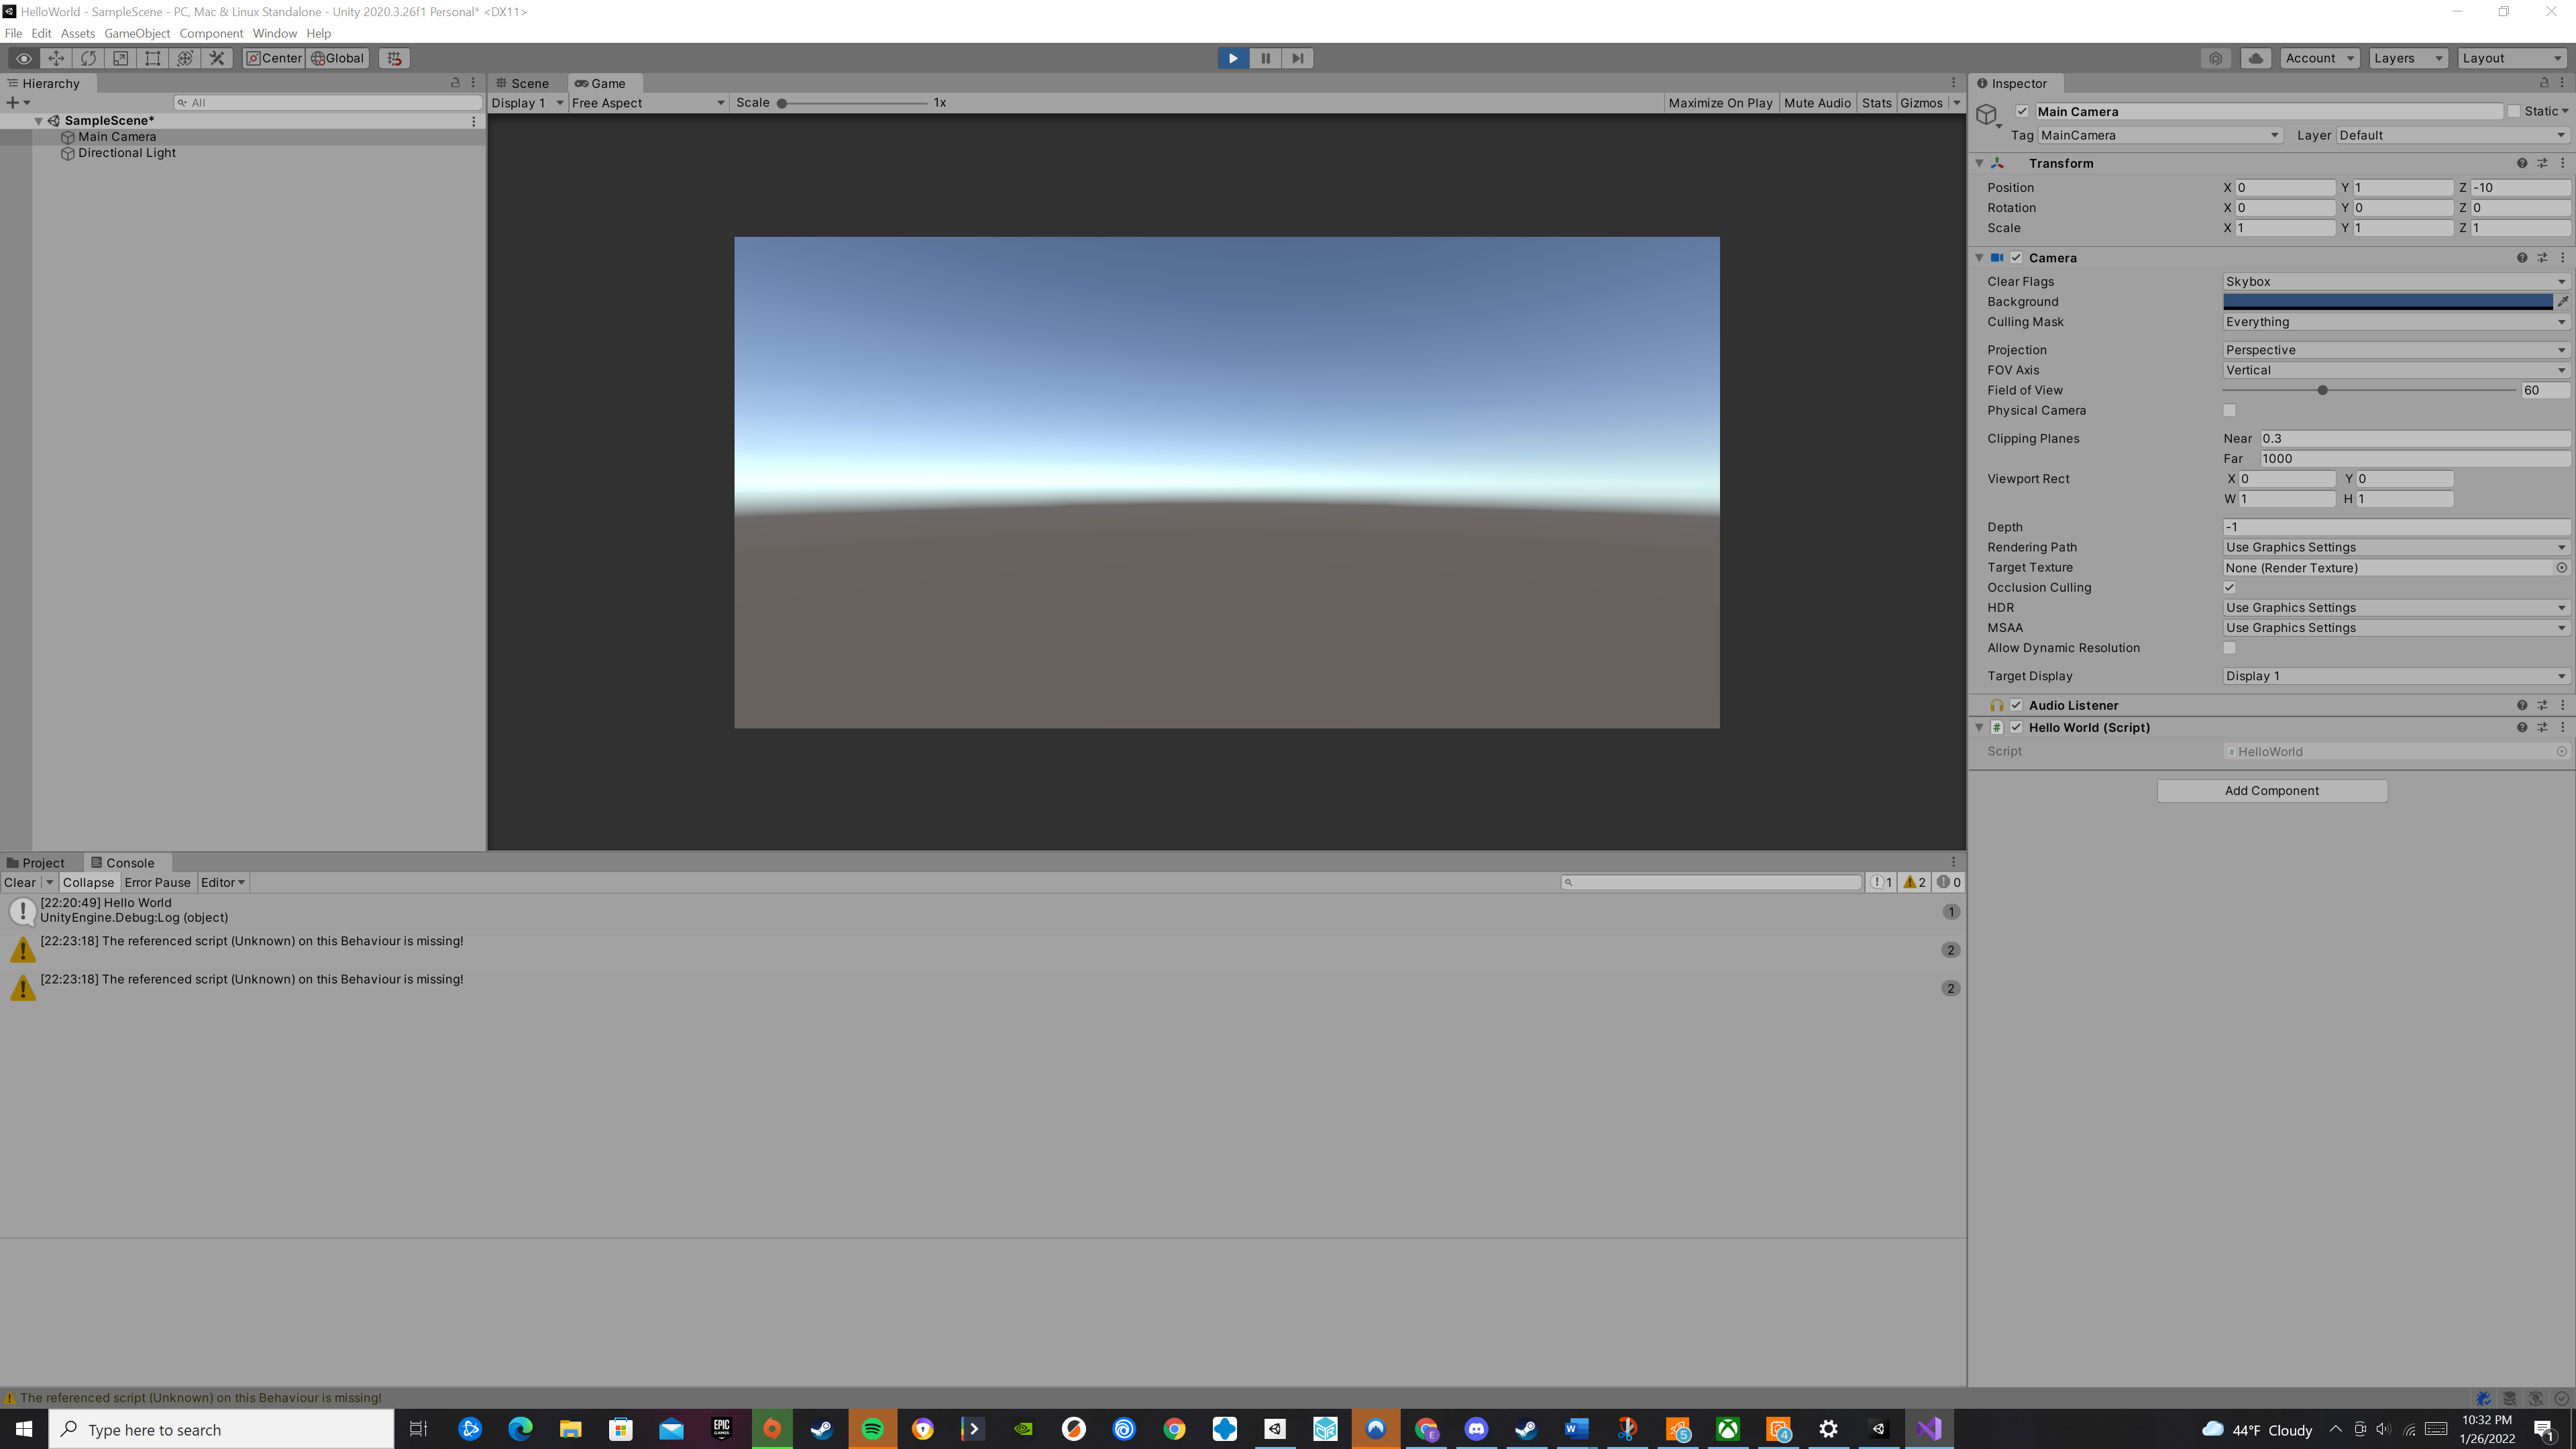 HelloWorld - SampleScene - PC, Mac & Linux Standalone - Unity 2020.3.26f1 Personal* <DX11>
File Edit Assets GameObject Component Window Help
Center Global Account Layers Layout
Hierarchy
All
SampleScene*
Main Camera
Directional Light
Scene Game
Display 1 Free Aspect Scale 1x Maximize On Play Mute Audio Stats Gizmos
Inspector
Main Camera Static
Tag MainCamera Layer Default
Transform
Position X 0 Y 1 Z -10
Rotation X 0 Y 0 Z 0
Scale X 1 Y 1 Z 1
Camera
Clear Flags Skybox
Background
Culling Mask Everything
Projection Perspective
FOV Axis Vertical
Field of View 60
Physical Camera
Clipping Planes Near 0.3
Far 1000
Viewport Rect X 0 Y 0
W 1 H 1
Depth -1
Rendering Path Use Graphics Settings
Target Texture None (Render Texture)
Occlusion Culling
HDR Use Graphics Settings
MSAA Use Graphics Settings
Allow Dynamic Resolution
Target Display Display 1
Audio Listener
# Hello World (Script)
Script # HelloWorld
Add Component
Project Console
Clear Collapse Error Pause Editor 1 2 0
[22:20:49] Hello World
UnityEngine.Debug:Log (object)
1
[22:23:18] The referenced script (Unknown) on this Behaviour is missing!
2
[22:23:18] The referenced script (Unknown) on this Behaviour is missing!
2
The referenced script (Unknown) on this Behaviour is missing!
Type here to search
EPIC GAMES
E
W
5
4
44°F Cloudy
10:32 PM
1/26/2022
1